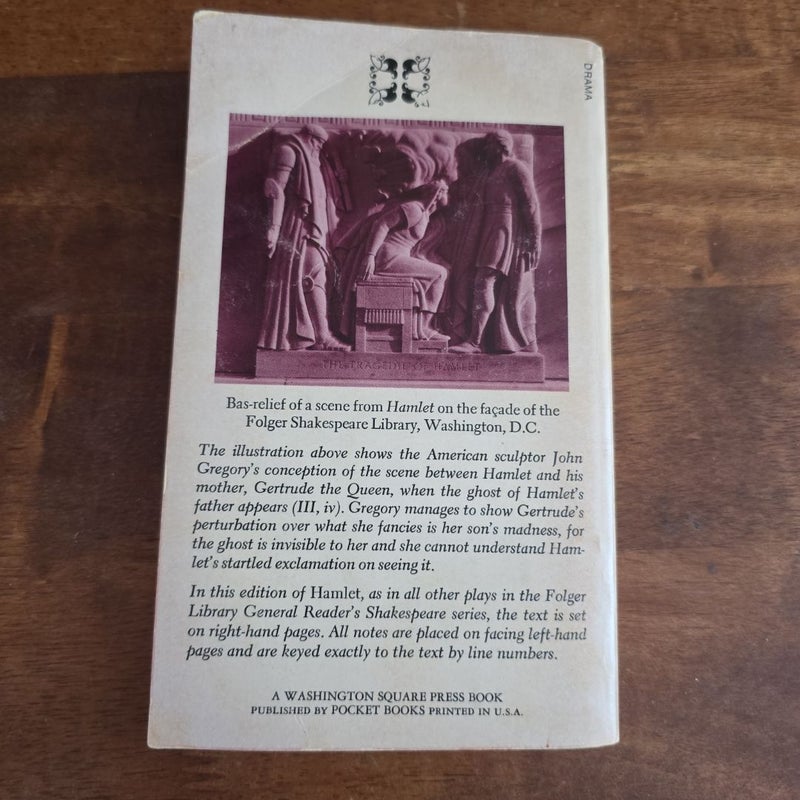 DRAMA
THE TRAGEDIE OF HAMLET
Bas-relief of a scene from Hamlet on the façade of the
Folger Shakespeare Library, Washington, D.C.
The illustration above shows the American sculptor John
Gregory's conception of the scene between Hamlet and his
mother, Gertrude the Queen, when the ghost of Hamlet's
father appears (III, iv). Gregory manages to show Gertrude's
perturbation over what she fancies is her son's madness, for
the ghost is invisible to her and she cannot understand Ham-
let's startled exclamation on seeing it.
In this edition of Hamlet, as in all other plays in the Folger
Library General Reader's Shakespeare series, the text is set
on right-hand pages. All notes are placed on facing left-hand
pages and are keyed exactly to the text by line numbers.
A WASHINGTON SQUARE PRESS BOOK
PUBLISHED BY POCKET BOOKS PRINTED IN U.S.A.